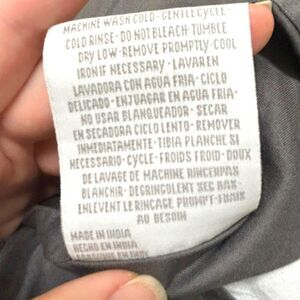 MACHINE WASH COLD · GENTLE CYCLE ·
COLD RINSE · DO NOT BLEACH · TUMBLE
DRY LOW · REMOVE PROMPTLY · COOL
IRON IF NECESSARY · LAVAR EN
LAVADORA CON AGUA FRIA · CICLO
DELICADO · ENJUAGAR EN AGUA FRIA ·
NO USAR BLANQUEADOR · SECAR
EN SECADORA CICLO LENTO · REMOVER
INMEDIATAMENTE · TIBIA PLANCHE SI
NECESSARIO · CYCLE · FROIDS FROID · DOUX
DE LAVAGE DE MACHINE RINCENPAS
BLANCHIR · DEGRINGOLENT SEC BAS ·
ENLEVENT LE RINCAGE PROMPT · FRAIS
AU BESOIN
MADE IN INDIA
HECHO EN INDIA